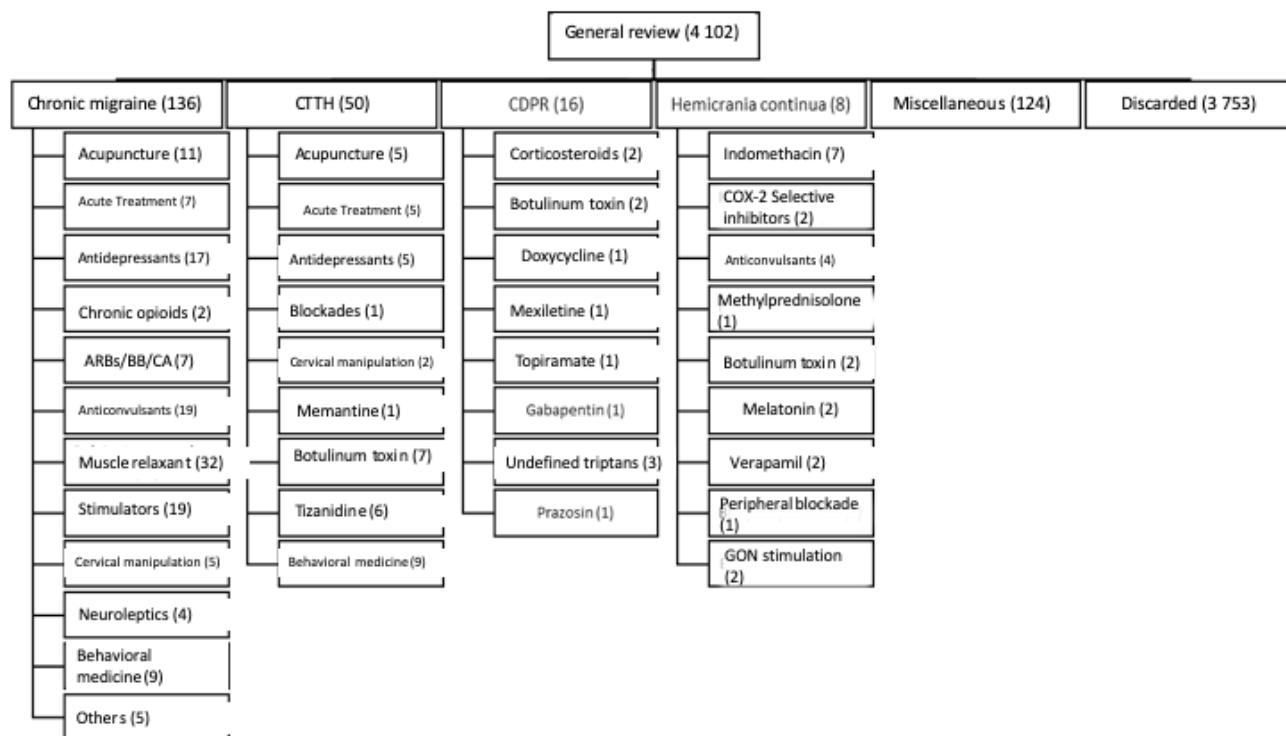 General review (4 102)
Chronic migraine (136)
CTTH (50)
CDPR (16)
Hemicrania continua (8)
Miscellaneous (124)
Discarded (3 753)
Acupuncture (11)
Acute Treatment (7)
Antidepressants (17)
Chronic opioids (2)
ARBs/BB/CA (7)
Anticonvulsants (19)
Muscle relaxant (32)
Stimulators (19)
Cervical manipulation (5)
Neuroleptics (4)
Behavioral
medicine (9)
Others (5)
Acupuncture (5)
Acute Treatment (5)
Antidepressants (5)
Blockades (1)
Cervical manipulation (2)
Memantine (1)
Botulinum toxin (7)
Tizanidine (6)
Behavioral medicine (9)
Corticosteroids (2)
Botulinum toxin (2)
Doxycycline (1)
Mexiletine (1)
Topiramate (1)
Gabapentin (1)
Undefined triptans (3)
Prazosin (1)
Indomethacin (7)
COX-2 Selective
inhibitors (2)
Anticonvulsants (4)
Methylprednisolone
(1)
Botulinum toxin (2)
Melatonin (2)
Verapamil (2)
Peripheral blockade
(1)
GON stimulation
(2)